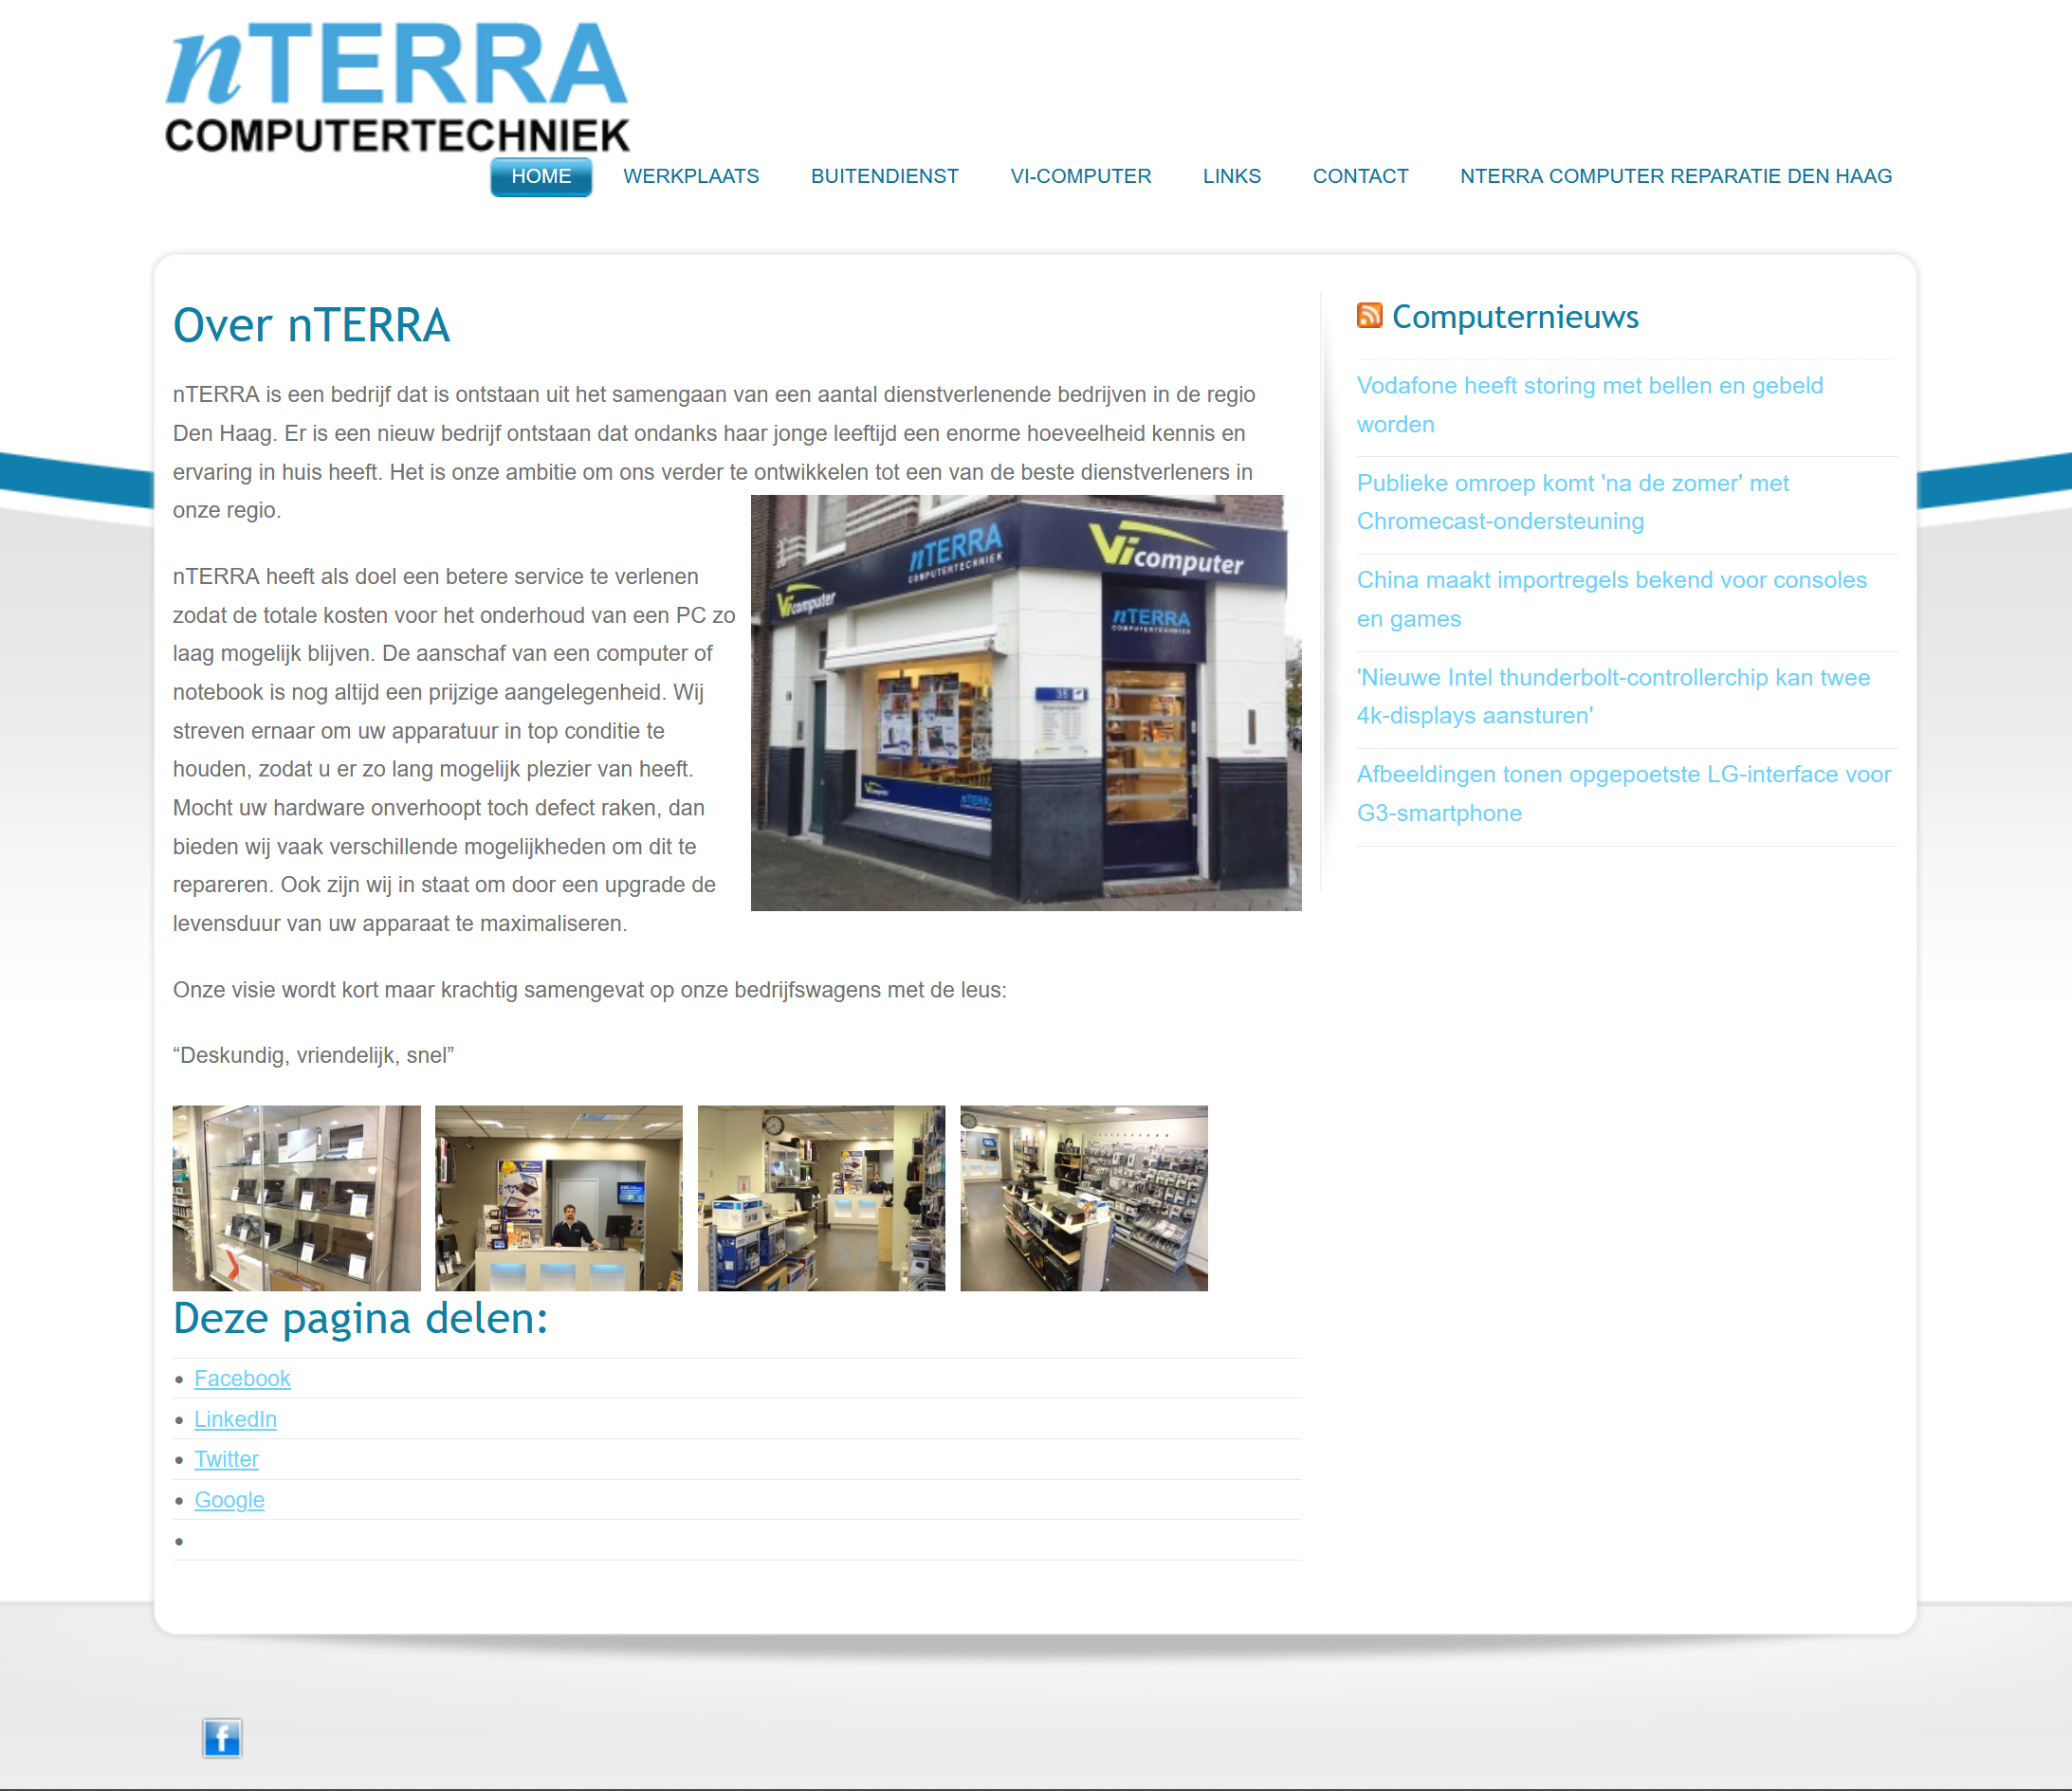 nTERRA
COMPUTERTECHNIEK
HOME WERKPLAATS BUITENDIENST VI-COMPUTER LINKS CONTACT NTERRA COMPUTER REPARATIE DEN HAAG
Over nTERRA
nTERRA is een bedrijf dat is ontstaan uit het samengaan van een aantal dienstverlenende bedrijven in de regio
Den Haag. Er is een nieuw bedrijf ontstaan dat ondanks haar jonge leeftijd een enorme hoeveelheid kennis en
ervaring in huis heeft. Het is onze ambitie om ons verder te ontwikkelen tot een van de beste dienstverleners in
onze regio.
nTERRA heeft als doel een betere service te verlenen
zodat de totale kosten voor het onderhoud van een PC zo
laag mogelijk blijven. De aanschaf van een computer of
notebook is nog altijd een prijzige aangelegenheid. Wij
streven ernaar om uw apparatuur in top conditie te
houden, zodat u er zo lang mogelijk plezier van heeft.
Mocht uw hardware onverhoopt toch defect raken, dan
bieden wij vaak verschillende mogelijkheden om dit te
repareren. Ook zijn wij in staat om door een upgrade de
levensduur van uw apparaat te maximaliseren.
nTERRA
COMPUTERTECHNIEK
Vi computer
Vi computer
nTERRA
COMPUTERTECHNIEK
35
nTERRA
Onze visie wordt kort maar krachtig samengevat op onze bedrijfswagens met de leus:
“Deskundig, vriendelijk, snel”
Deze pagina delen:
• Facebook
• LinkedIn
• Twitter
• Google
•
Computernieuws
Vodafone heeft storing met bellen en gebeld
worden
Publieke omroep komt 'na de zomer' met
Chromecast-ondersteuning
China maakt importregels bekend voor consoles
en games
'Nieuwe Intel thunderbolt-controllerchip kan twee
4k-displays aansturen'
Afbeeldingen tonen opgepoetste LG-interface voor
G3-smartphone
f